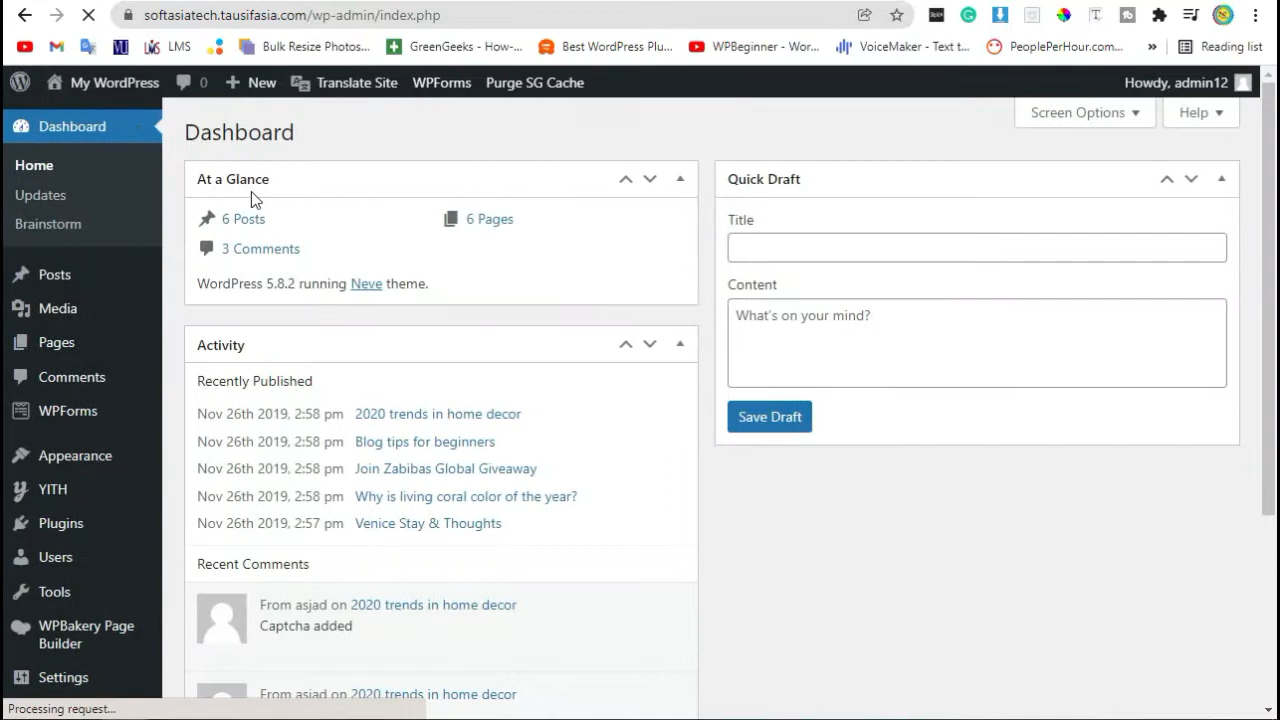 softasiatech.tausifasia.com/wp-admin/index.php
LMS
Bulk Resize Photos...
GreenGeeks - How-...
Best WordPress Plu...
WPBeginner - Wor...
VoiceMaker - Text t...
PeoplePerHour.com...
»
Reading list
My WordPress
0
New
Translate Site
WPForms
Purge SG Cache
Howdy, admin12
Dashboard
Home
Updates
Brainstorm
Posts
Media
Pages
Comments
WPForms
Appearance
YITH
Plugins
Users
Tools
WPBakery Page
Builder
Settings
Processing request...
Screen Options
Help
Dashboard
At a Glance
6 Posts
6 Pages
3 Comments
WordPress 5.8.2 running Neve theme.
Activity
Recently Published
Nov 26th 2019, 2:58 pm 2020 trends in home decor
Nov 26th 2019, 2:58 pm Blog tips for beginners
Nov 26th 2019, 2:58 pm Join Zabibas Global Giveaway
Nov 26th 2019, 2:58 pm Why is living coral color of the year?
Nov 26th 2019, 2:57 pm Venice Stay & Thoughts
Recent Comments
From asjad on 2020 trends in home decor
Captcha added
From asjad on 2020 trends in home decor
Quick Draft
Title
Content
What's on your mind?
Save Draft